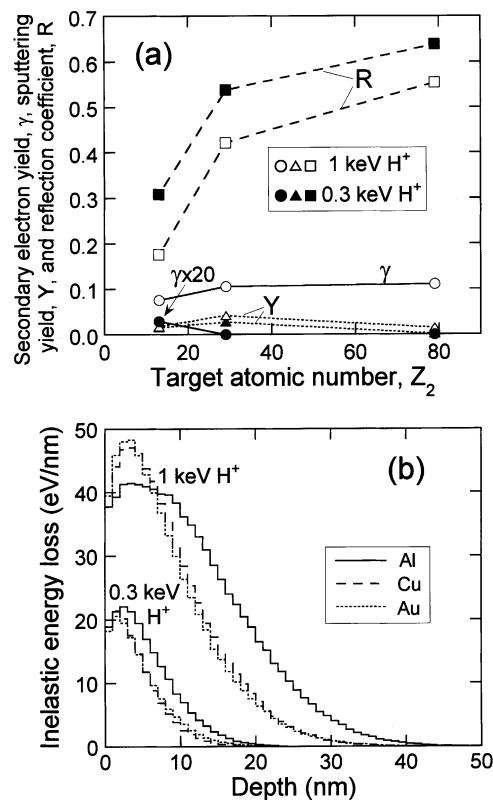 Secondary electron yield, γ, sputtering
yield, Y, and reflection coefficient, R
0.7
0.6
0.5
0.4
0.3
0.2
0.1
0.0
(a)
R
○△□ 1 keV H⁺
●▲■ 0.3 keV H⁺
γx20
γ
Y
0 20 40 60 80
Target atomic number, Z₂
Inelastic energy loss (eV/nm)
50
40
30
20
10
0
(b)
1 keV H⁺
0.3 keV
H⁺
Al
Cu
Au
0 10 20 30 40 50
Depth (nm)